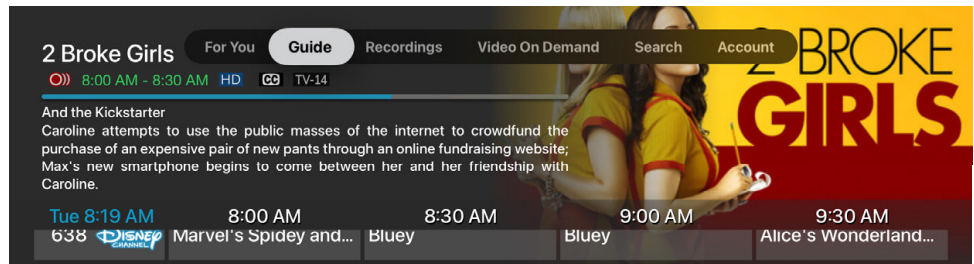 2 Broke Girls
For You Guide Recordings Video On Demand Search Account
8:00 AM - 8:30 AM HD CC TV-14
2 BROKE
GIRLS
And the Kickstarter
Caroline attempts to use the public masses of the internet to crowdfund the
purchase of an expensive pair of new pants through an online fundraising website;
Max's new smartphone begins to come between her and her friendship with
Caroline.
Tue 8:19 AM 8:00 AM 8:30 AM 9:00 AM 9:30 AM
638 DISNEY CHANNEL Marvel's Spidey and... Bluey Bluey Alice's Wonderland...